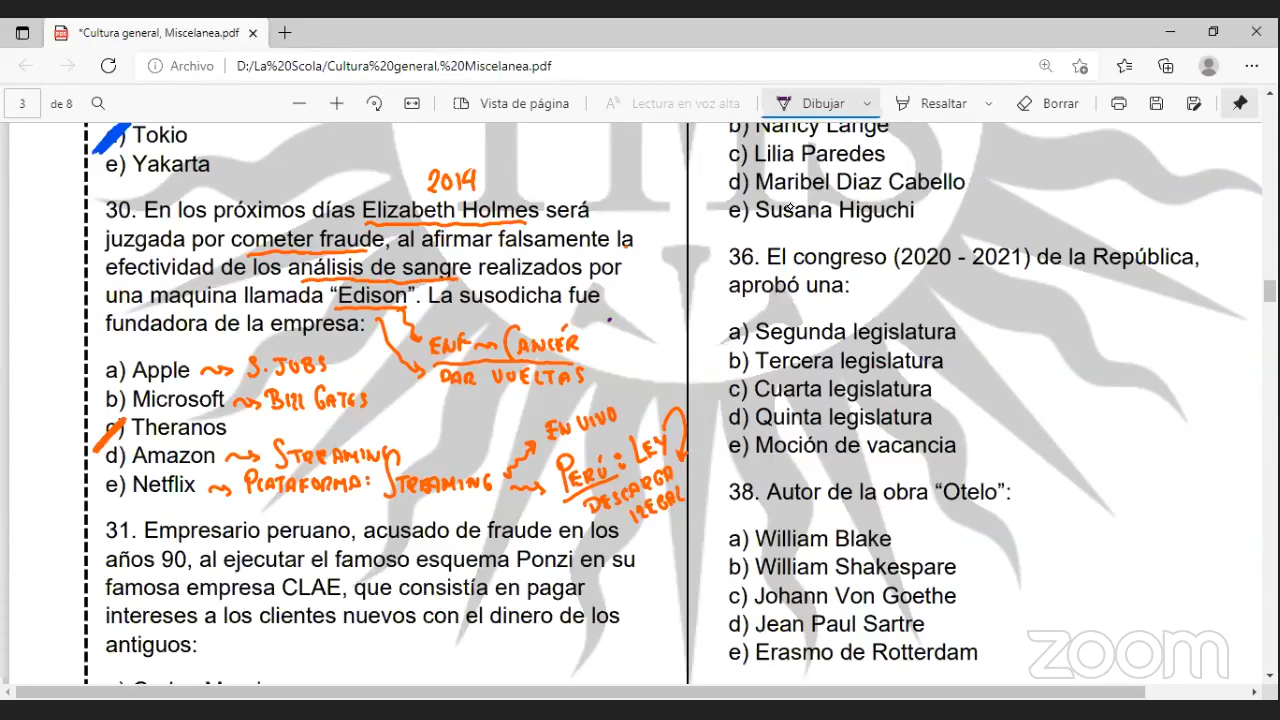 *Cultura general, Miscelanea.pdf
Archivo
D:/La%20Scola/Cultura%20general,%20Miscelanea.pdf
3
de 8
Vista de página
Lectura en voz alta
Dibujar
Resaltar
Borrar
Tokio
e) Yakarta
2014
30. En los próximos días Elizabeth Holmes será
juzgada por cometer fraude, al afirmar falsamente la
efectividad de los análisis de sangre realizados por
una maquina llamada “Edison”. La susodicha fue
fundadora de la empresa:
ENF CANCÉR
DAR VUELTAS
a) Apple S. JOBS
b) Microsoft BILL GATES
c) Theranos
d) Amazon STREAMING
e) Netflix PLATAFORMA: STREAMING
EN VIVO
PERÚ: LEY
DESCARGA
ILEGAL
31. Empresario peruano, acusado de fraude en los
años 90, al ejecutar el famoso esquema Ponzi en su
famosa empresa CLAE, que consistía en pagar
intereses a los clientes nuevos con el dinero de los
antiguos:
b) Nancy Lange
c) Lilia Paredes
d) Maribel Diaz Cabello
e) Susana Higuchi
36. El congreso (2020 - 2021) de la República,
aprobó una:
a) Segunda legislatura
b) Tercera legislatura
c) Cuarta legislatura
d) Quinta legislatura
e) Moción de vacancia
38. Autor de la obra “Otelo”:
a) William Blake
b) William Shakespare
c) Johann Von Goethe
d) Jean Paul Sartre
e) Erasmo de Rotterdam
zoom